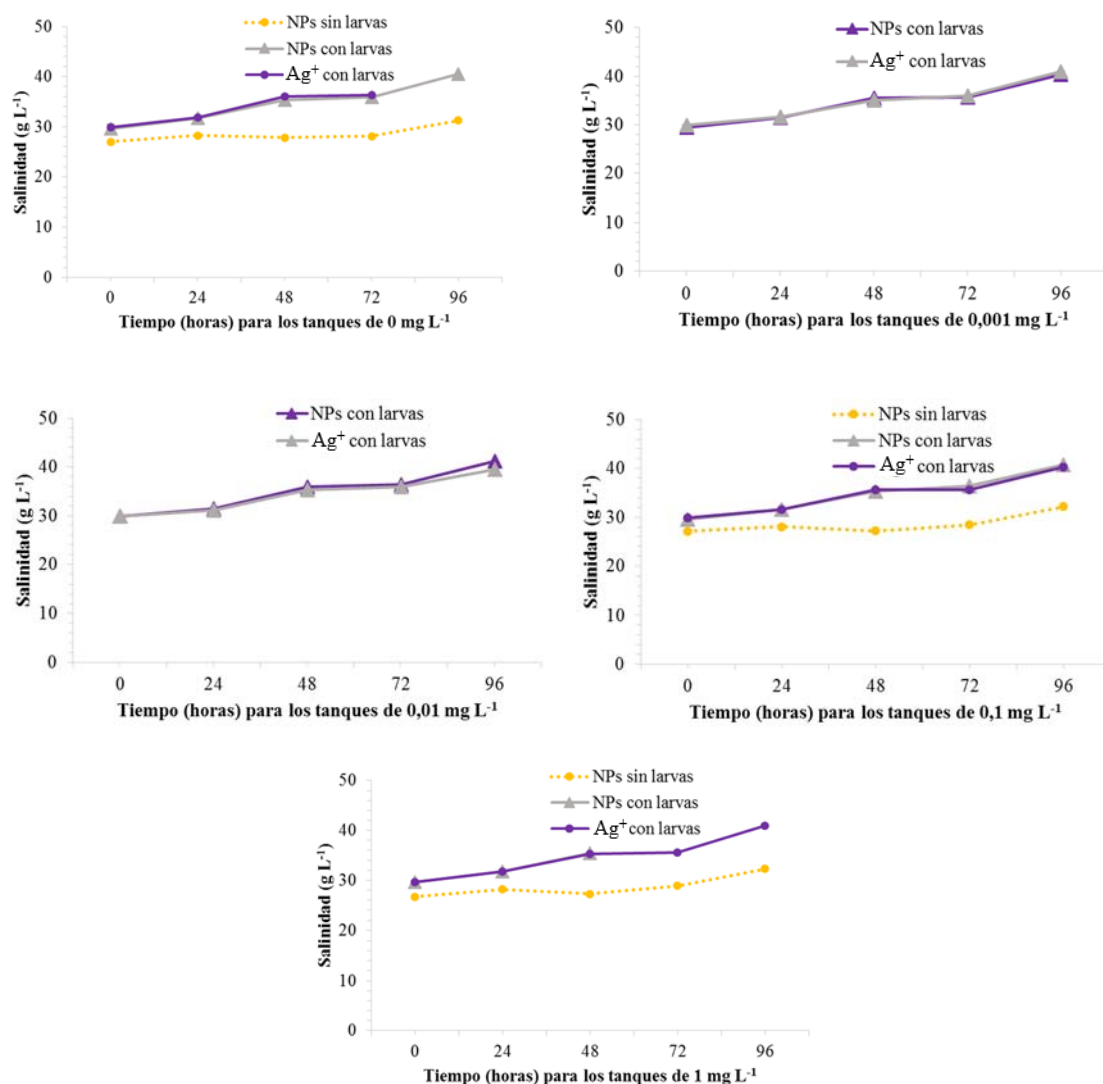 50
40
30
20
10
0
Salinidad (g L⁻¹)
NPs sin larvas
NPs con larvas
Ag⁺ con larvas
0 24 48 72 96
Tiempo (horas) para los tanques de 0 mg L⁻¹
50
40
30
20
10
0
Salinidad (g L⁻¹)
NPs con larvas
Ag⁺ con larvas
0 24 48 72 96
Tiempo (horas) para los tanques de 0,001 mg L⁻¹
50
40
30
20
10
0
Salinidad (g L⁻¹)
NPs con larvas
Ag⁺ con larvas
0 24 48 72 96
Tiempo (horas) para los tanques de 0,01 mg L⁻¹
50
40
30
20
10
0
Salinidad (g L⁻¹)
NPs sin larvas
NPs con larvas
Ag⁺ con larvas
0 24 48 72 96
Tiempo (horas) para los tanques de 0,1 mg L⁻¹
50
40
30
20
10
0
Salinidad (g L⁻¹)
NPs sin larvas
NPs con larvas
Ag⁺ con larvas
0 24 48 72 96
Tiempo (horas) para los tanques de 1 mg L⁻¹